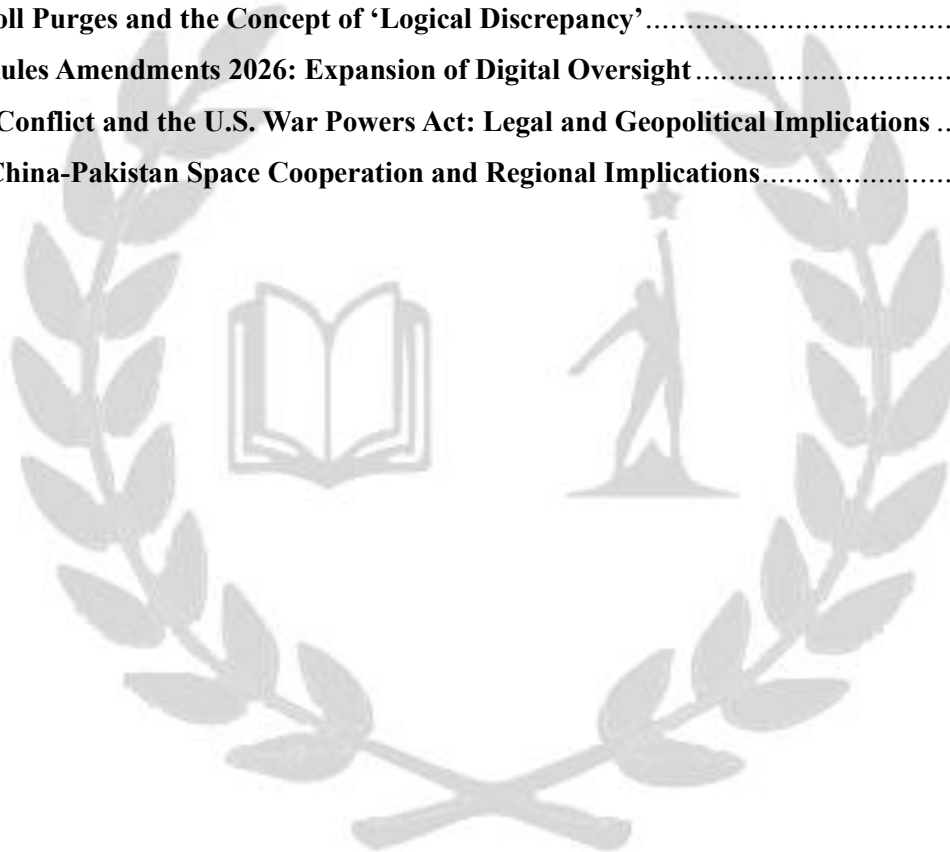 oll Purges and the Concept of ‘Logical Discrepancy’..........................................
ules Amendments 2026: Expansion of Digital Oversight...................................
Conflict and the U.S. War Powers Act: Legal and Geopolitical Implications ..
China-Pakistan Space Cooperation and Regional Implications.........................